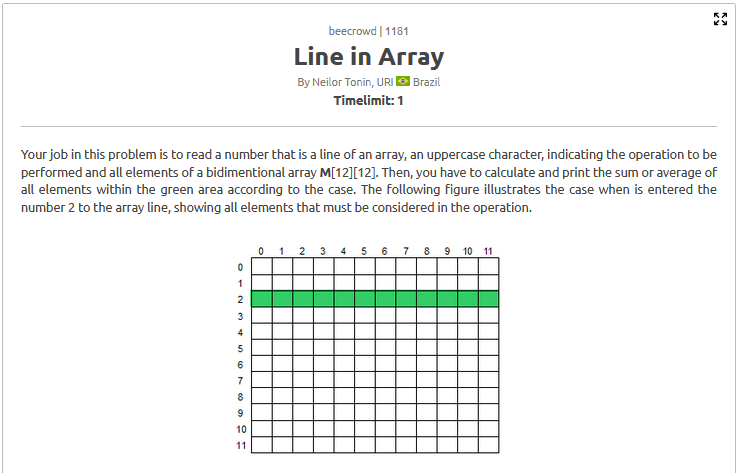 beecrowd | 1181
Line in Array
By Neilor Tonin, URI Brazil
Timelimit: 1
Your job in this problem is to read a number that is a line of an array, an uppercase character, indicating the operation to be
performed and all elements of a bidimentional array M[12][12]. Then, you have to calculate and print the sum or average of
all elements within the green area according to the case. The following figure illustrates the case when is entered the
number 2 to the array line, showing all elements that must be considered in the operation.
0 1 2 3 4 5 6 7 8 9 10 11
0
1
2
3
4
5
6
7
8
9
10
11